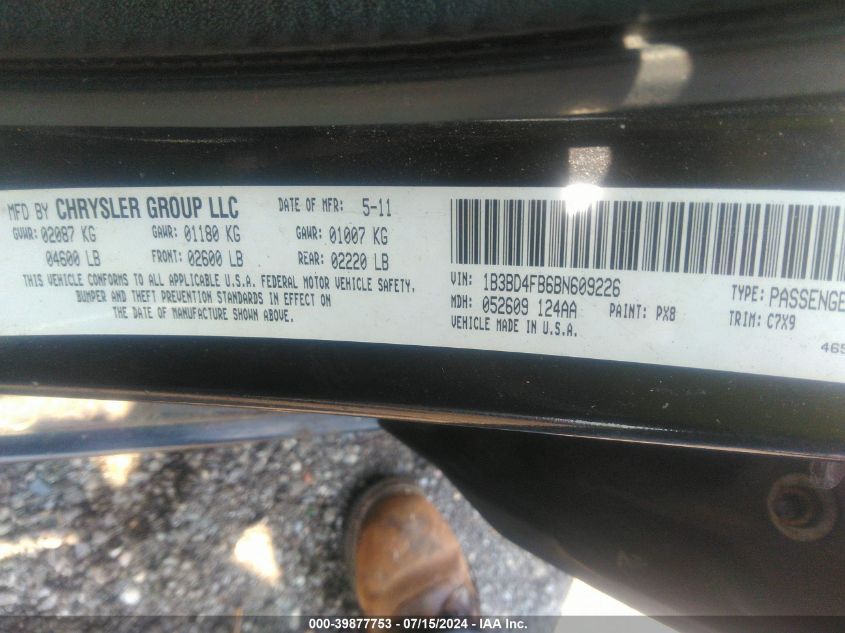 MFD BY CHRYSLER GROUP LLC DATE OF MFR: 5-11
GVWR: 02087 KG GAWR: 01180 KG GAWR: 01007 KG
04600 LB FRONT: 02600 LB REAR: 02220 LB
THIS VEHICLE CONFORMS TO ALL APPLICABLE U.S.A. FEDERAL MOTOR VEHICLE SAFETY,
BUMPER AND THEFT PREVENTION STANDARDS IN EFFECT ON
THE DATE OF MANUFACTURE SHOWN ABOVE.
VIN: 1B3BD4FB6BN609226 TYPE: PASSENGE
MDH: 052609 124AA PAINT: PX8 TRIM: C7X9
VEHICLE MADE IN U.S.A.
465
000-39877753 - 07/15/2024 - IAA Inc.